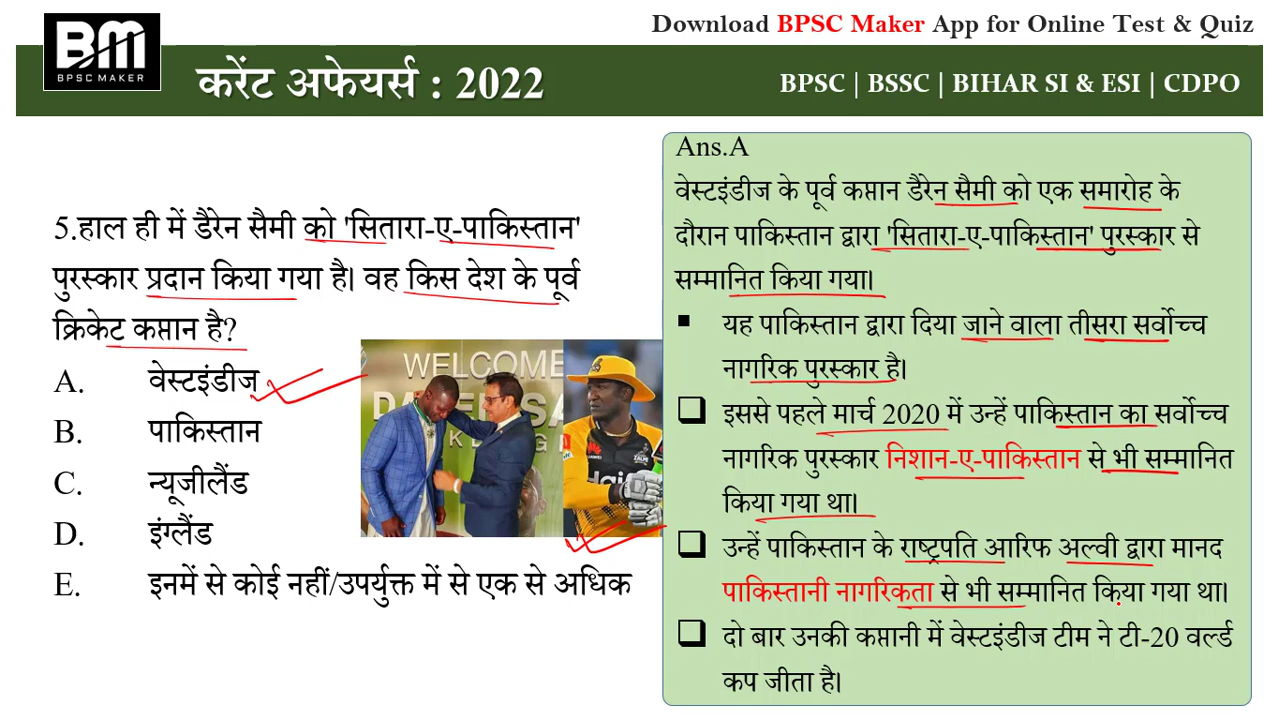 Download BPSC Maker App for Online Test & Quiz
BM
BPSC MAKER
करेंट अफेयर्स : 2022
BPSC | BSSC | BIHAR SI & ESI | CDPO
5.हाल ही में डैरेन सैमी को 'सितारा-ए-पाकिस्तान'
पुरस्कार प्रदान किया गया है। वह किस देश के पूर्व
क्रिकेट कप्तान है?
A. वेस्टइंडीज
B. पाकिस्तान
C. न्यूजीलैंड
D. इंग्लैंड
E. इनमें से कोई नहीं/उपर्युक्त में से एक से अधिक
WELCOME
Ans.A
वेस्टइंडीज के पूर्व कप्तान डैरेन सैमी को एक समारोह के
दौरान पाकिस्तान द्वारा 'सितारा-ए-पाकिस्तान' पुरस्कार से
सम्मानित किया गया।
▪ यह पाकिस्तान द्वारा दिया जाने वाला तीसरा सर्वोच्च
नागरिक पुरस्कार है।
❑ इससे पहले मार्च 2020 में उन्हें पाकिस्तान का सर्वोच्च
नागरिक पुरस्कार निशान-ए-पाकिस्तान से भी सम्मानित
किया गया था।
❑ उन्हें पाकिस्तान के राष्ट्रपति आरिफ अल्वी द्वारा मानद
पाकिस्तानी नागरिकता से भी सम्मानित किया गया था।
❑ दो बार उनकी कप्तानी में वेस्टइंडीज टीम ने टी-20 वर्ल्ड
कप जीता है।